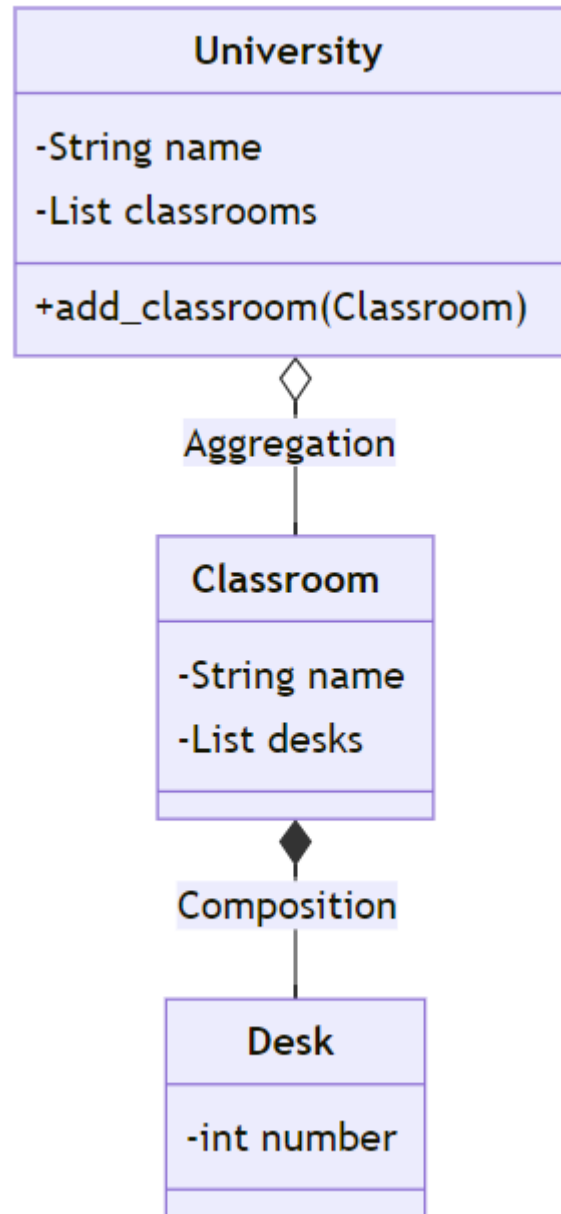 University
-String name
-List classrooms
+add_classroom(Classroom)
Aggregation
Classroom
-String name
-List desks
Composition
Desk
-int number